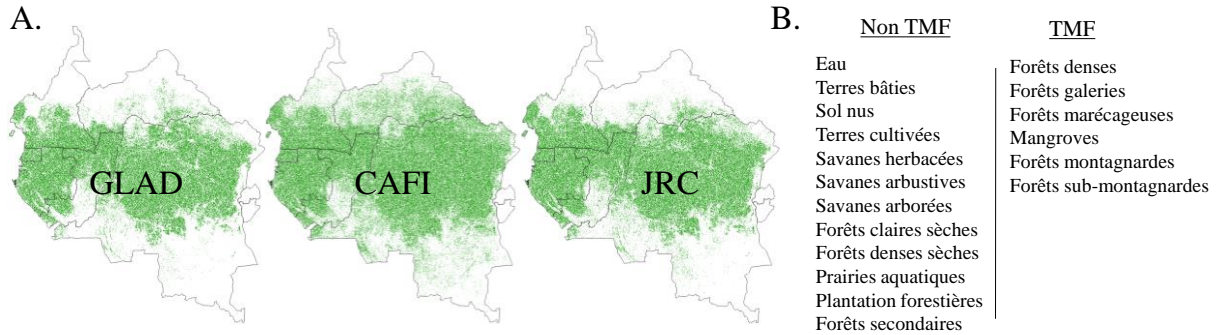 A.
GLAD
CAFI
JRC
B.
Non TMF
Eau
Terres bâties
Sol nus
Terres cultivées
Savanes herbacées
Savanes arbustives
Savanes arborées
Forêts claires sèches
Forêts denses sèches
Prairies aquatiques
Plantation forestières
Forêts secondaires
TMF
Forêts denses
Forêts galeries
Forêts marécageuses
Mangroves
Forêts montagnardes
Forêts sub-montagnardes